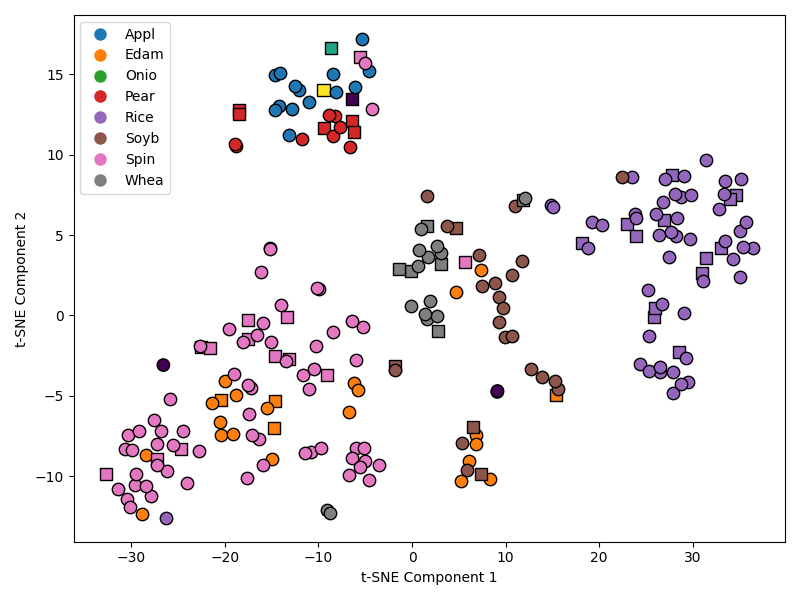 Appl
Edam
Onio
Pear
Rice
Soyb
Spin
Whea
15
10
5
0
−5
−10
t-SNE Component 2
−30 −20 −10 0 10 20 30
t-SNE Component 1